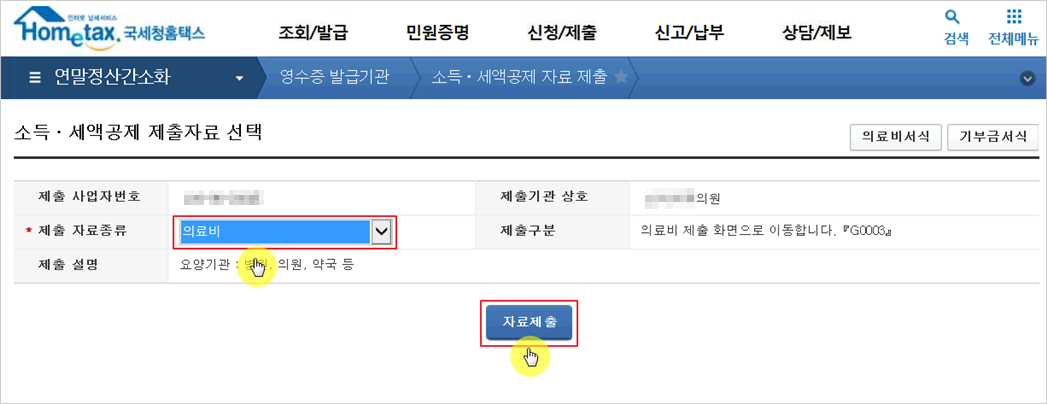 인터넷 납세서비스
Hometax. 국세청홈택스
조회/발급 민원증명 신청/제출 신고/납부 상담/제보
검색 전체메뉴
연말정산간소화 영수증 발급기관 소득·세액공제 자료 제출
소득·세액공제 제출자료 선택
의료비서식 기부금서식
제출 사업자번호 제출기관 상호 의원
* 제출 자료종류 의료비 제출구분 의료비 제출 화면으로 이동합니다. 『G0003』
제출 설명 요양기관 : 병원, 의원, 약국 등
자료제출